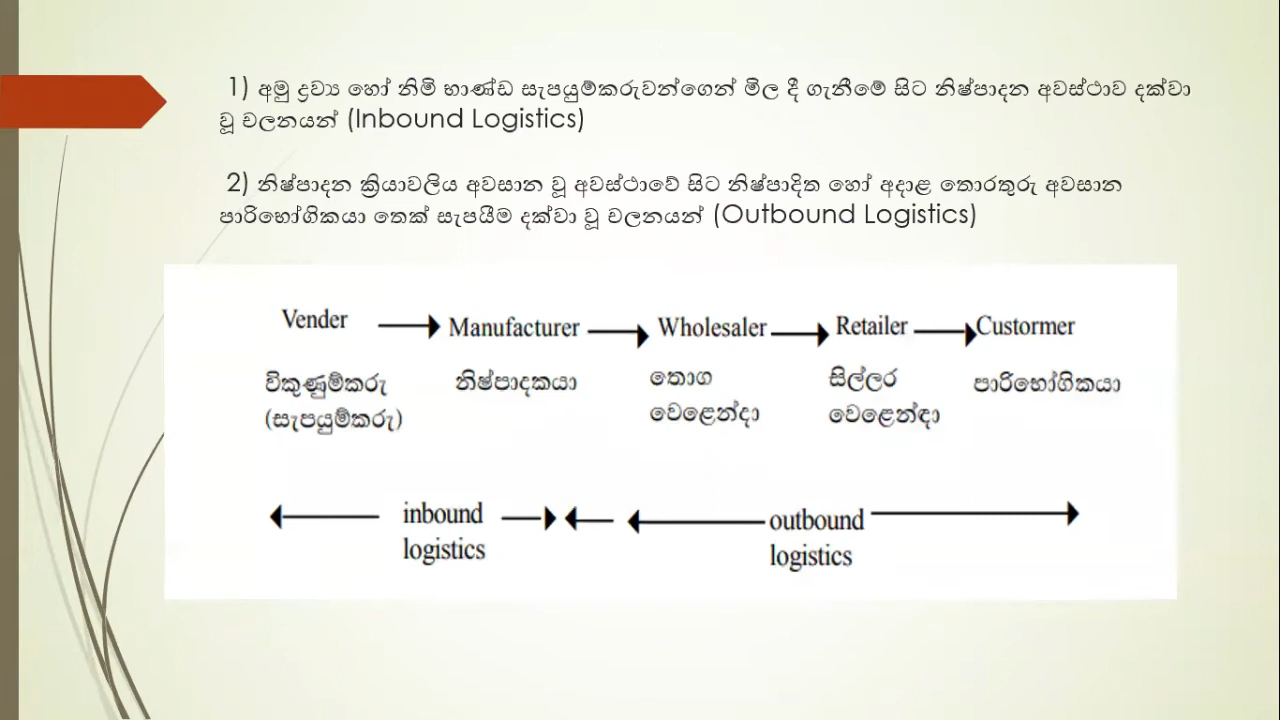 1) අමු ද්‍රව්‍ය හෝ නිමි භාණ්ඩ සැපයුම්කරුවන්ගෙන් මිල දී ගැනීමේ සිට නිෂ්පාදන අවස්ථාව දක්වා
වූ චලනයන් (Inbound Logistics)
2) නිෂ්පාදන ක්‍රියාවලිය අවසාන වූ අවස්ථාවේ සිට නිෂ්පාදිත හෝ අදාළ තොරතුරු අවසාන
පාරිභෝගිකයා තෙක් සැපයීම දක්වා වූ චලනයන් (Outbound Logistics)
Vender Manufacturer Wholesaler Retailer Custormer
විකුණුම්කරු නිෂ්පාදකයා තොග සිල්ලර පාරිභෝගිකයා
(සැපයුම්කරු) වෙළෙන්දා වෙළෙන්ඳා
inbound outbound
logistics logistics